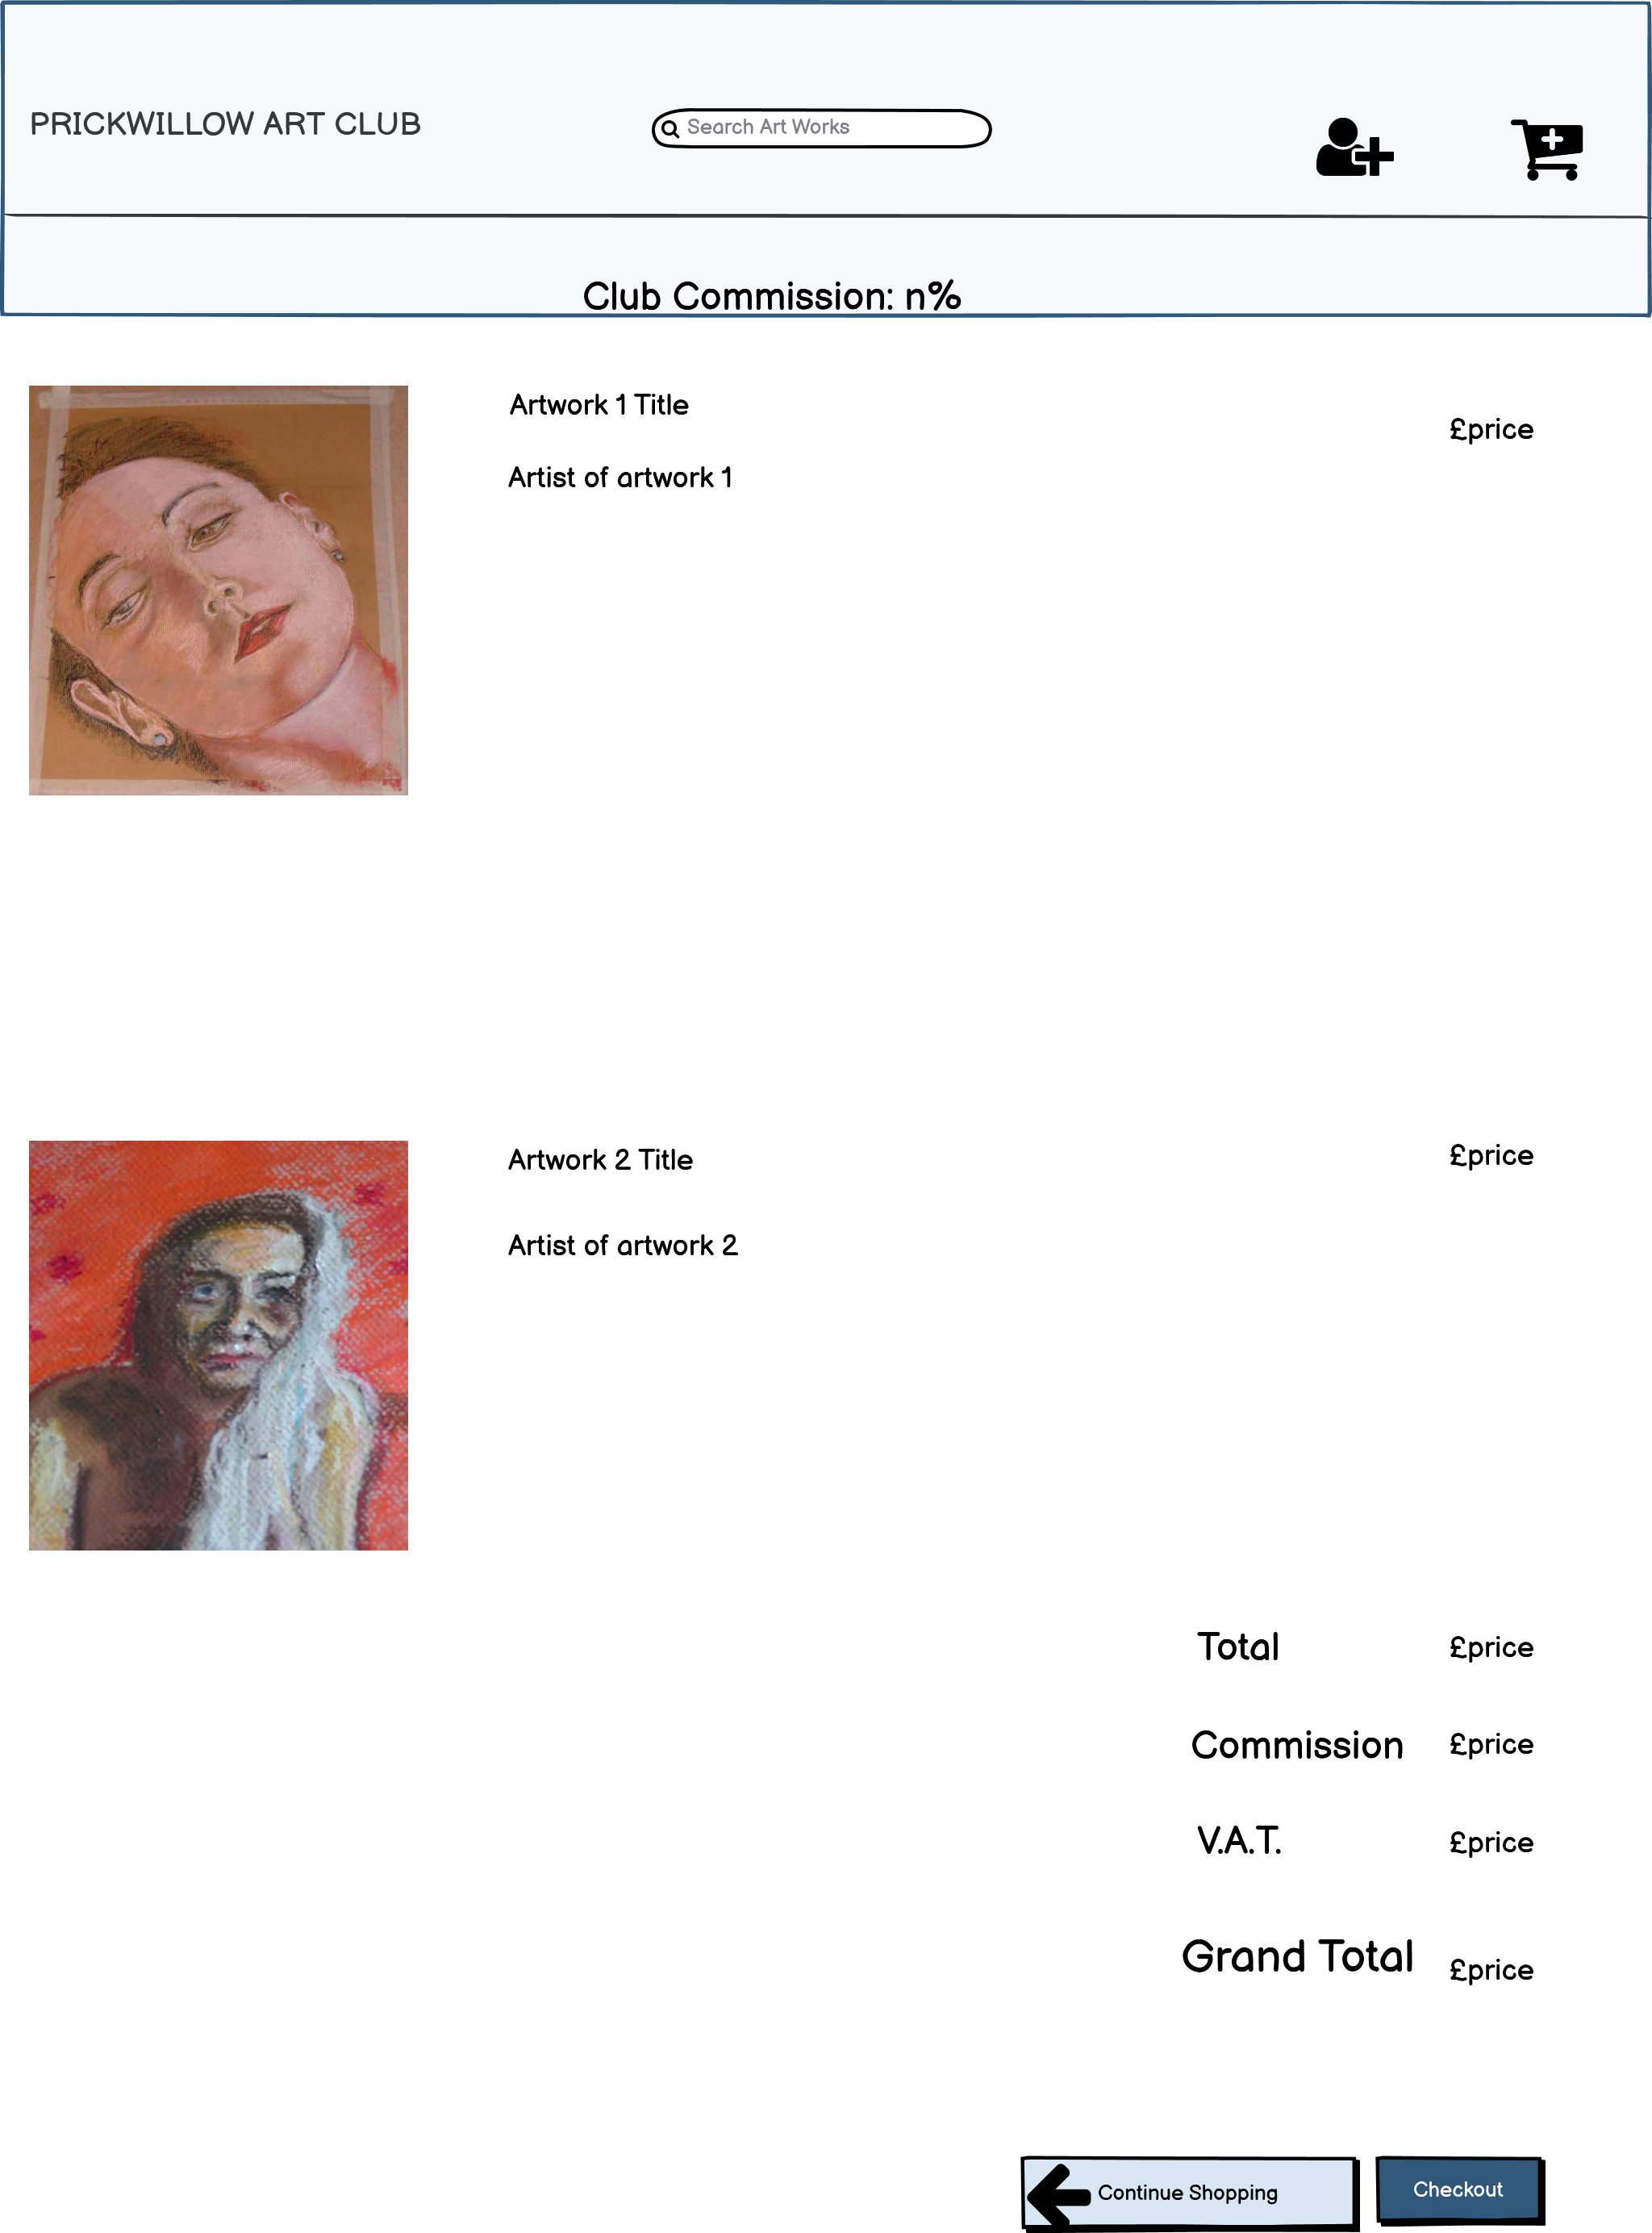 PRICKWILLOW ART CLUB
Search Art Works
Club Commission: n%
Artwork 1 Title
£price
Artist of artwork 1
Artwork 2 Title
£price
Artist of artwork 2
Total £price
Commission £price
V.A.T. £price
Grand Total £price
Continue Shopping
Checkout